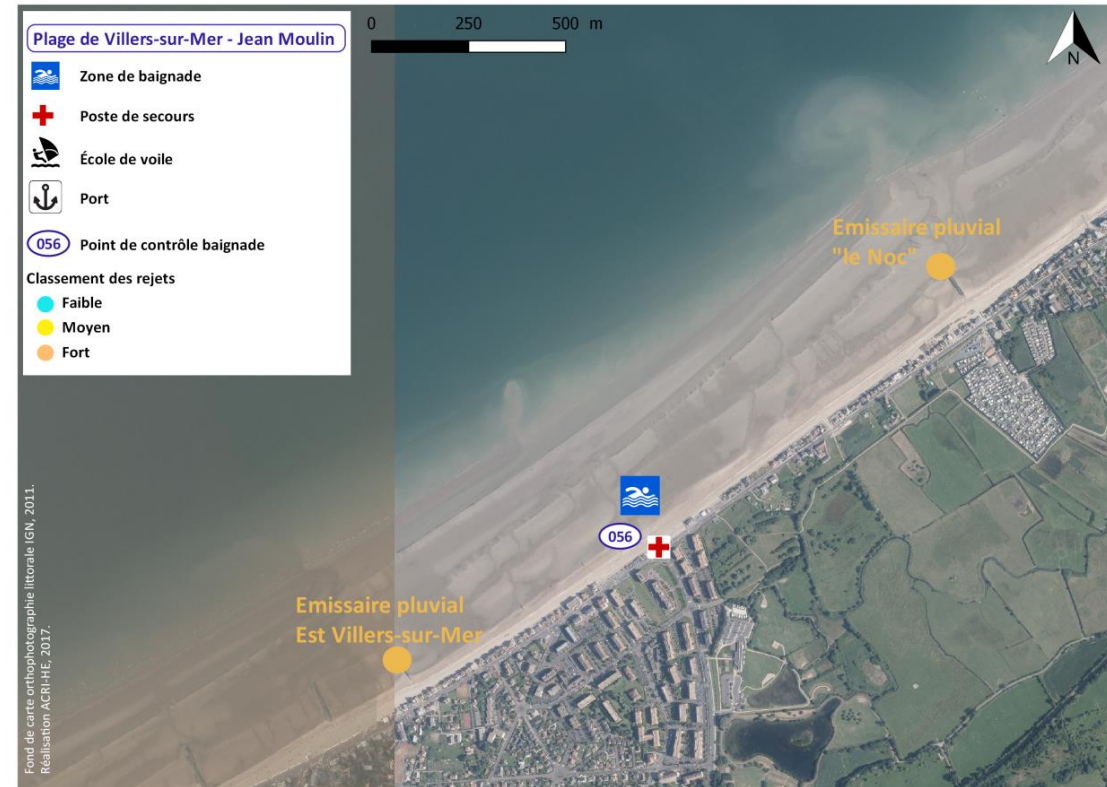 Plage de Villers-sur-Mer - Jean Moulin
Zone de baignade
Poste de secours
École de voile
Port
056 Point de contrôle baignade
Classement des rejets
Faible
Moyen
Fort
0 250 500 m
N
Emissaire pluvial
"le Noc"
056
Emissaire pluvial
Est Villers-sur-Mer
Fond de carte orthophotographie littorale IGN, 2011.
Réalisation ACRI-HE, 2017.